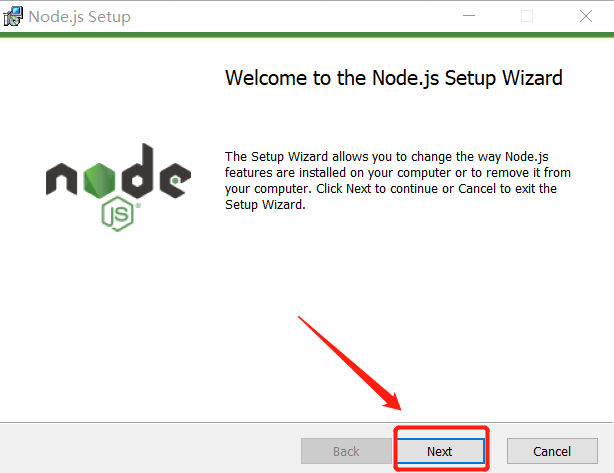 Node.js Setup
Welcome to the Node.js Setup Wizard
node
JS®
The Setup Wizard allows you to change the way Node.js
features are installed on your computer or to remove it from
your computer. Click Next to continue or Cancel to exit the
Setup Wizard.
Back
Next
Cancel